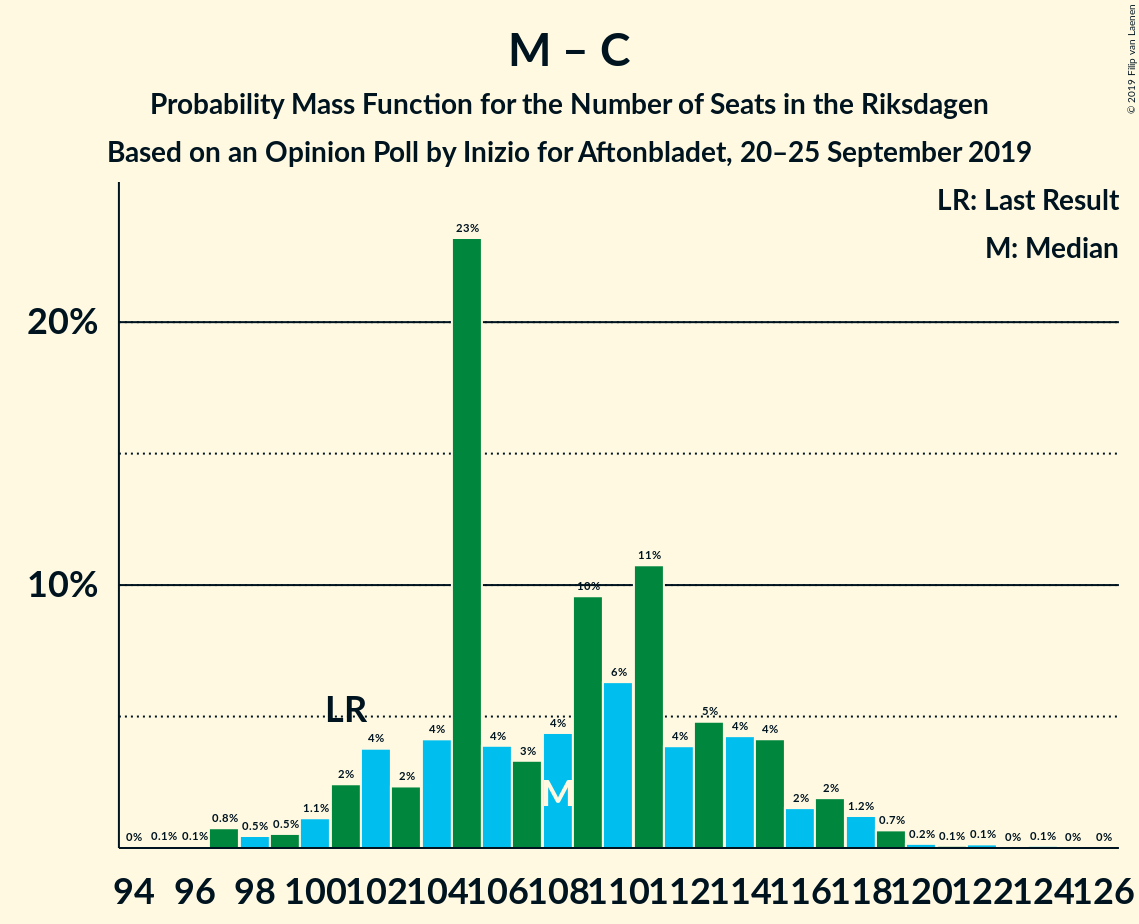 M – C
Probability Mass Function for the Number of Seats in the Riksdagen
Based on an Opinion Poll by Inizio for Aftonbladet, 20–25 September 2019
© 2019 Filip van Laenen
LR: Last Result
M: Median
20%
10%
LR
M
0% 0.1% 0.1% 0.8% 0.5% 0.5% 1.1% 2% 4% 2% 4% 23% 4% 3% 4% 10% 6% 11% 4% 5% 4% 4% 2% 2% 1.2% 0.7% 0.2% 0.1% 0.1% 0% 0.1% 0% 0%
94 96 98 100 102 104 106 108 110 112 114 116 118 120 122 124 126